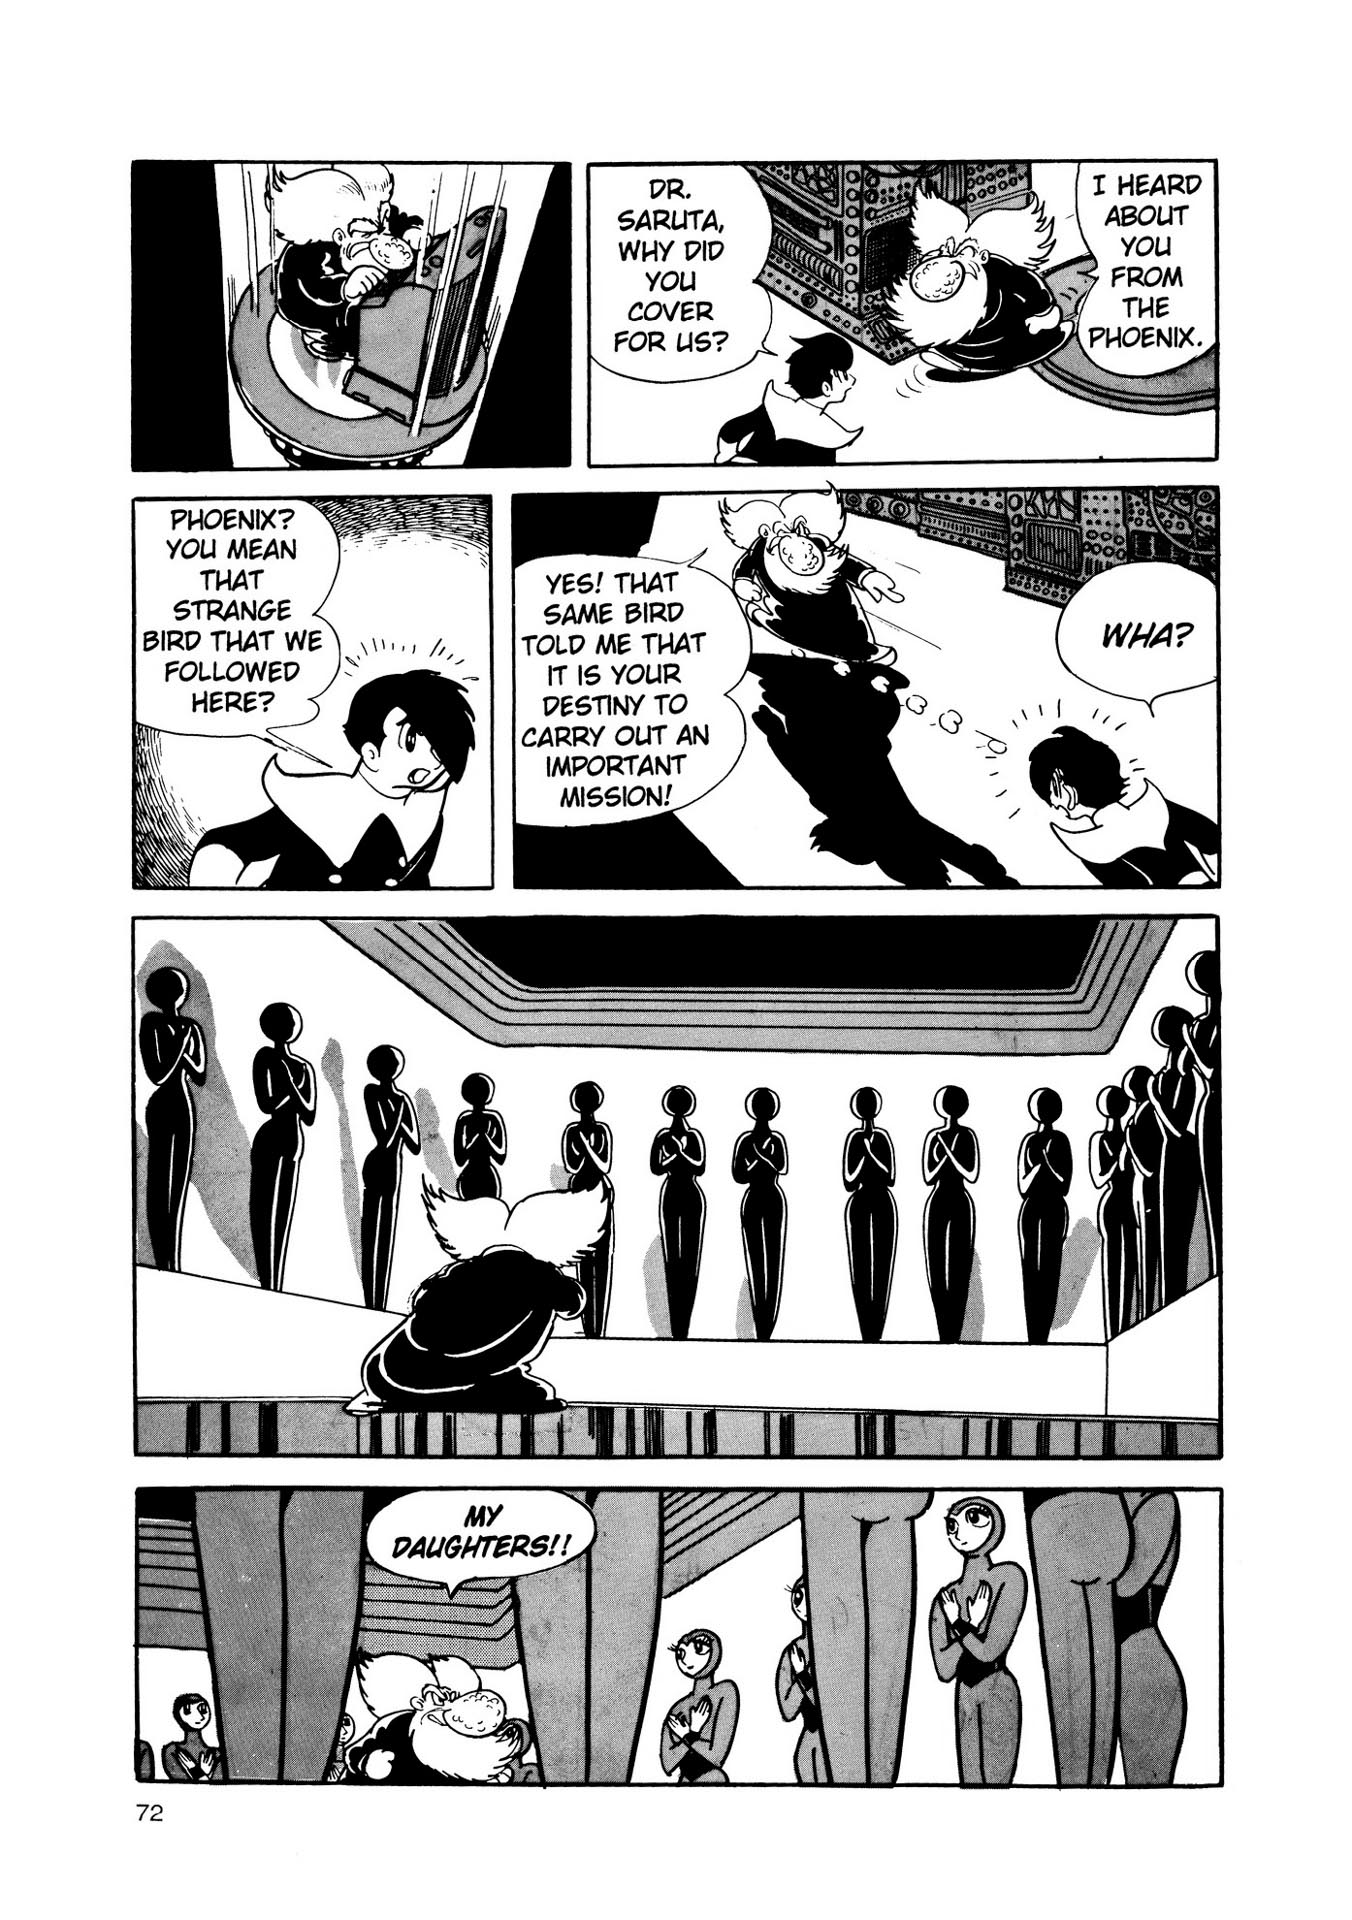 DR.
SARUTA,
WHY DID
YOU
COVER
FOR US?
I HEARD
ABOUT
YOU
FROM
THE
PHOENIX.
PHOENIX?
YOU MEAN
THAT
STRANGE
BIRD THAT WE
FOLLOWED
HERE?
YES! THAT
SAME BIRD
TOLD ME THAT
IT IS YOUR
DESTINY TO
CARRY OUT AN
IMPORTANT
MISSION!
WHA?
MY
DAUGHTERS!!
72